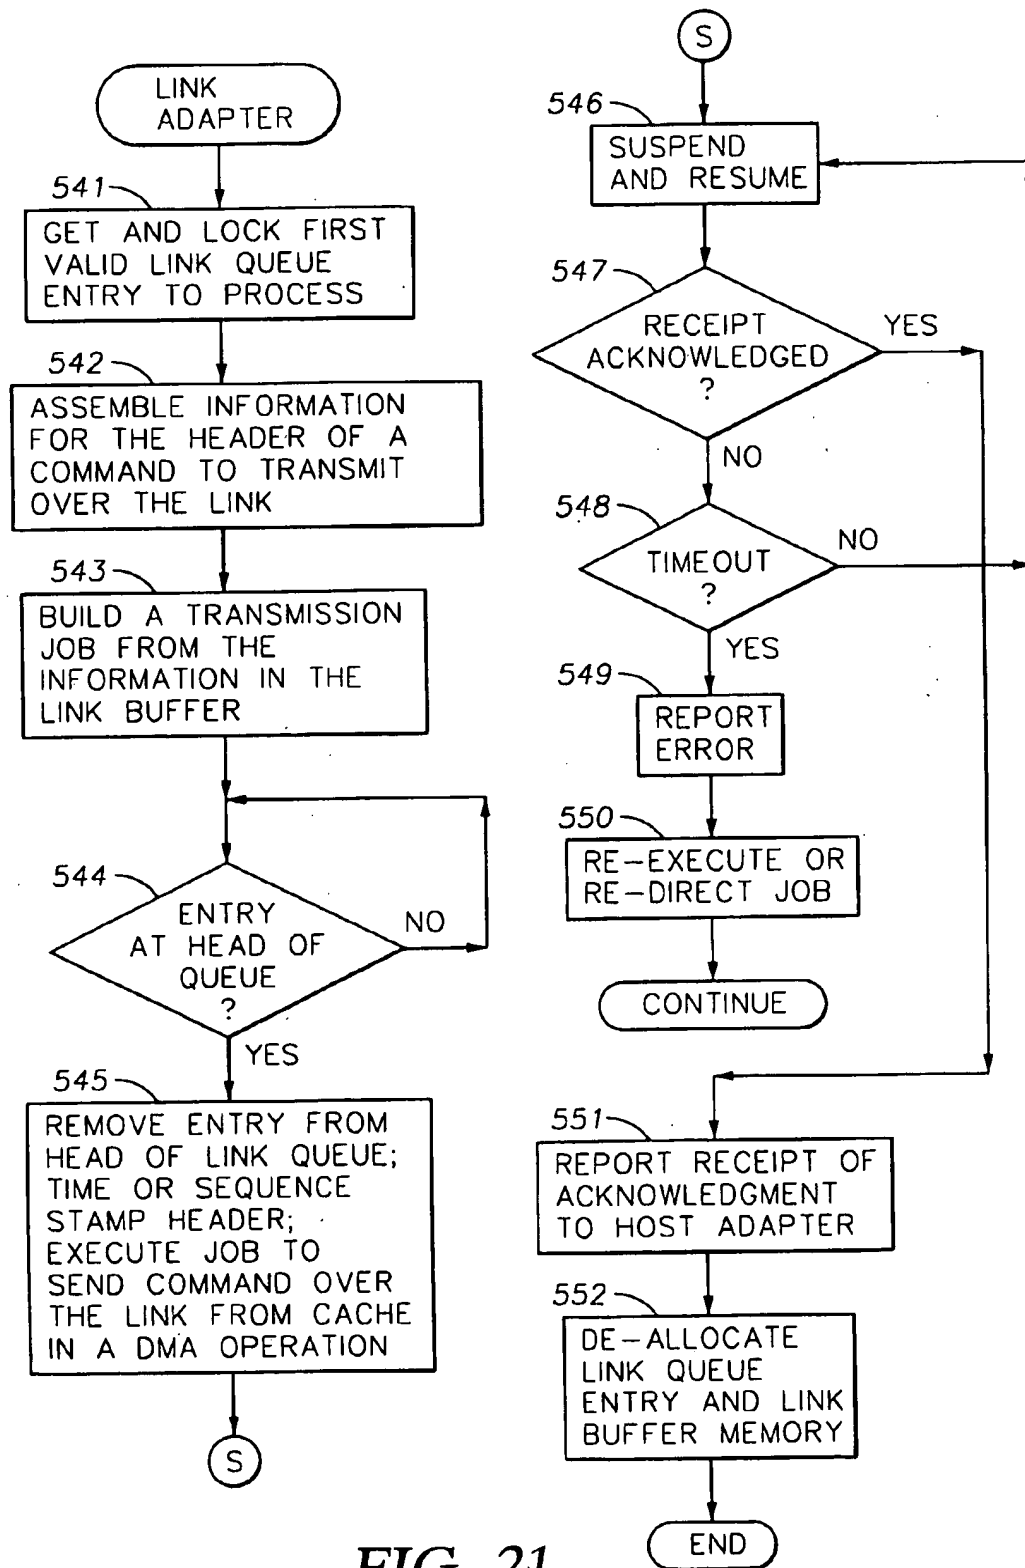 LINK
ADAPTER
541
GET AND LOCK FIRST
VALID LINK QUEUE
ENTRY TO PROCESS
542
ASSEMBLE INFORMATION
FOR THE HEADER OF A
COMMAND TO TRANSMIT
OVER THE LINK
543
BUILD A TRANSMISSION
JOB FROM THE
INFORMATION IN THE
LINK BUFFER
544
ENTRY
AT HEAD OF
QUEUE
?
NO
YES
545
REMOVE ENTRY FROM
HEAD OF LINK QUEUE;
TIME OR SEQUENCE
STAMP HEADER;
EXECUTE JOB TO
SEND COMMAND OVER
THE LINK FROM CACHE
IN A DMA OPERATION
S
S
546
SUSPEND
AND RESUME
547
RECEIPT
ACKNOWLEDGED
?
YES
NO
548
TIMEOUT
?
NO
YES
549
REPORT
ERROR
550
RE-EXECUTE OR
RE-DIRECT JOB
CONTINUE
551
REPORT RECEIPT OF
ACKNOWLEDGMENT
TO HOST ADAPTER
552
DE-ALLOCATE
LINK QUEUE
ENTRY AND LINK
BUFFER MEMORY
END
FIG. 21